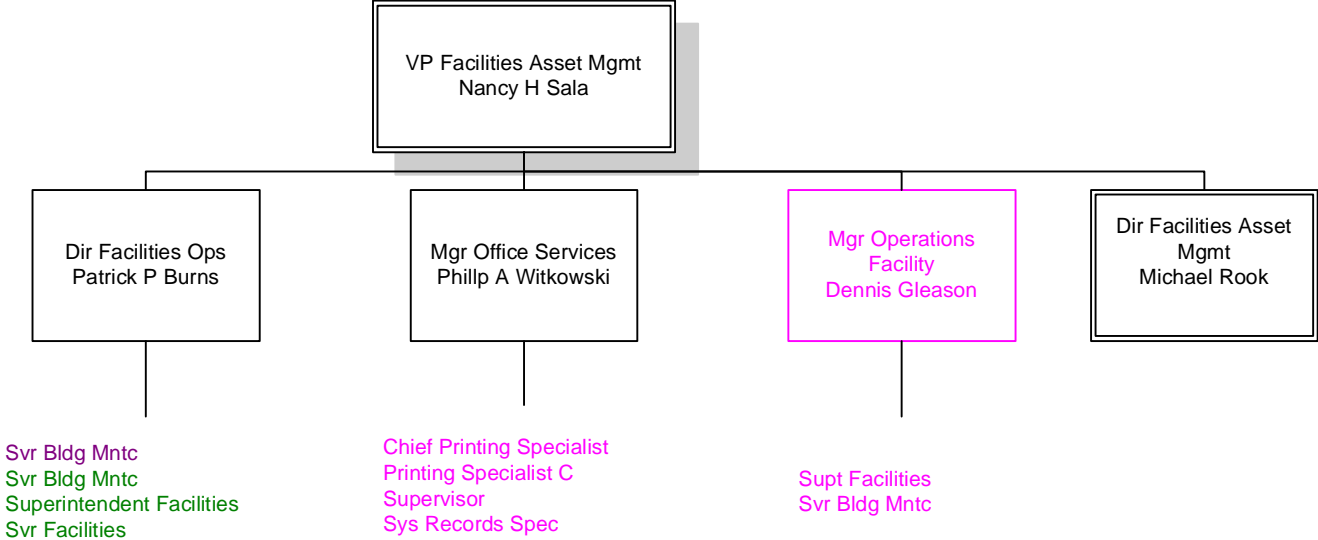 VP Facilities Asset Mgmt
Nancy H Sala
Dir Facilities Ops
Patrick P Burns
Mgr Office Services
Phillp A Witkowski
Mgr Operations
Facility
Dennis Gleason
Dir Facilities Asset
Mgmt
Michael Rook
Svr Bldg Mntc
Svr Bldg Mntc
Superintendent Facilities
Svr Facilities
Chief Printing Specialist
Printing Specialist C
Supervisor
Sys Records Spec
Supt Facilities
Svr Bldg Mntc